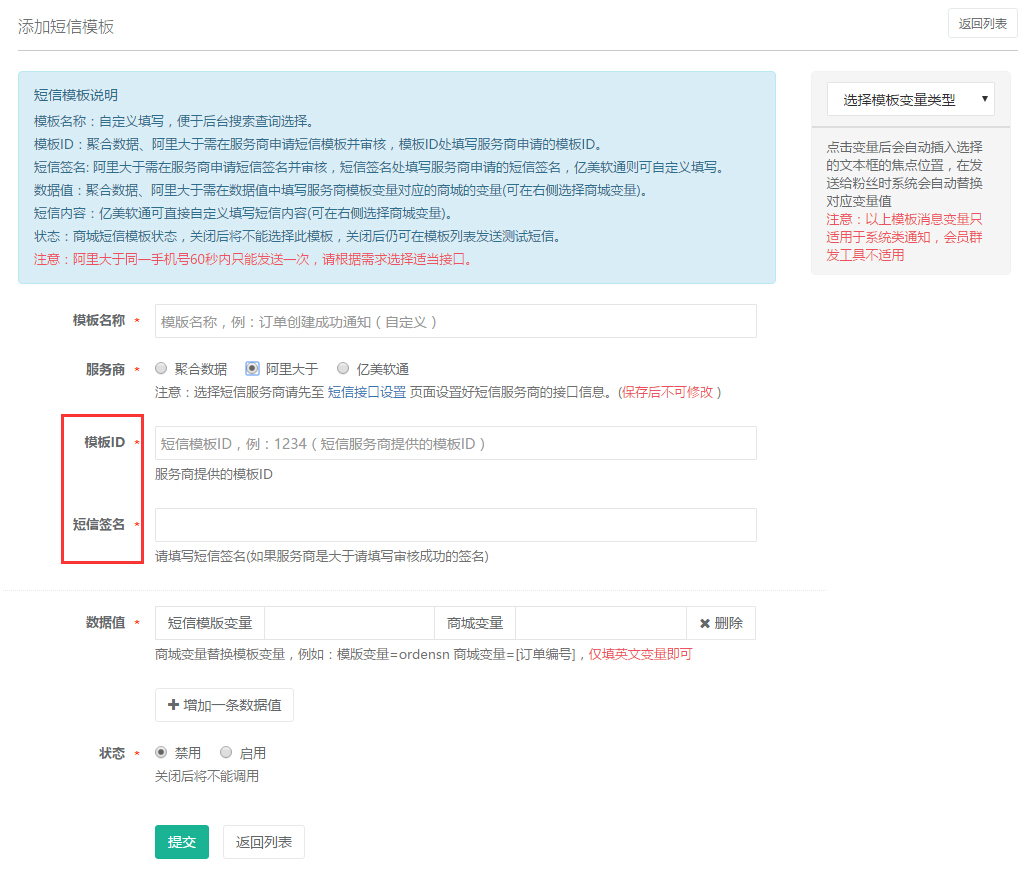 添加短信模板
返回列表
短信模板说明
模板名称：自定义填写，便于后台搜索查询选择。
模板ID：聚合数据、阿里大于需在服务商申请短信模板并审核，模板ID处填写服务商申请的模板ID。
短信签名: 阿里大于需在服务商申请短信签名并审核，短信签名处填写服务商申请的短信签名，亿美软通则可自定义填写。
数据值：聚合数据、阿里大于需在数据值中填写服务商模板变量对应的商城的变量(可在右侧选择商城变量)。
短信内容：亿美软通可直接自定义填写短信内容(可在右侧选择商城变量)。
状态：商城短信模板状态，关闭后将不能选择此模板，关闭后仍可在模板列表发送测试短信。
注意：阿里大于同一手机号60秒内只能发送一次，请根据需求选择适当接口。
选择模板变量类型
点击变量后会自动插入选择
的文本框的焦点位置，在发
送给粉丝时系统会自动替换
对应变量值
注意：以上模板消息变量只
适用于系统类通知，会员群
发工具不适用
模板名称 * 模版名称，例：订单创建成功通知（自定义）
服务商 * 聚合数据 阿里大于 亿美软通
注意：选择短信服务商请先至 短信接口设置 页面设置好短信服务商的接口信息。(保存后不可修改 )
模板ID * 短信模板ID，例：1234（短信服务商提供的模板ID）
服务商提供的模板ID
短信签名 *
请填写短信签名(如果服务商是大于请填写审核成功的签名)
数据值 * 短信模版变量 商城变量 ✖ 删除
商城变量替换模板变量，例如：模版变量=ordensn 商城变量=[订单编号]，仅填英文变量即可
+ 增加一条数据值
状态 * 禁用 启用
关闭后将不能调用
提交 返回列表